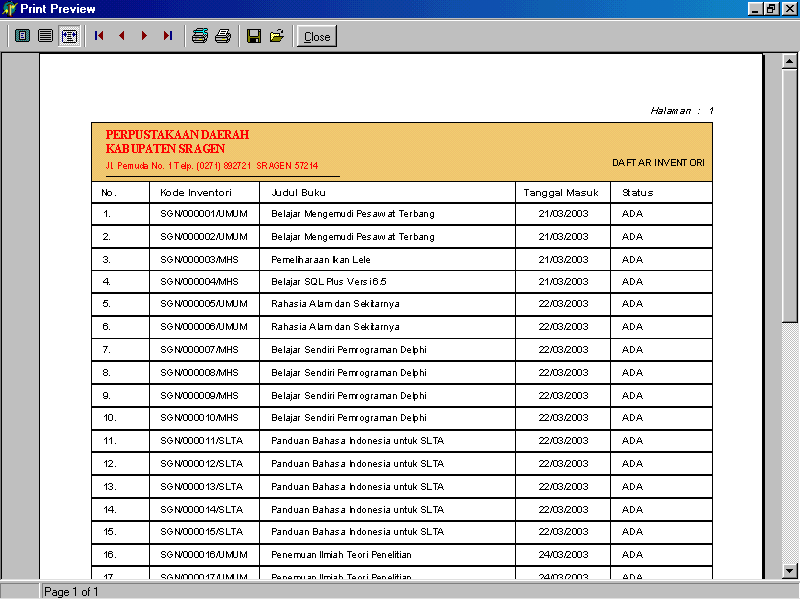 Print Preview
Close
Halaman : 1
PERPUSTAKAAN DAERAH
KABUPATEN SRAGEN
Jl. Pemuda No. 1 Telp. (0271) 892721 SRAGEN 57214
DAFTAR INVENTORI
No. Kode Inventori Judul Buku Tanggal Masuk Status
1. SGN/000001/UMUM Belajar Mengemudi Pesawat Terbang 21/03/2003 ADA
2. SGN/000002/UMUM Belajar Mengemudi Pesawat Terbang 21/03/2003 ADA
3. SGN/000003/MHS Pemeliharaan Ikan Lele 21/03/2003 ADA
4. SGN/000004/MHS Belajar SQL Plus Versi 6.5 21/03/2003 ADA
5. SGN/000005/UMUM Rahasia Alam dan Sekitarnya 22/03/2003 ADA
6. SGN/000006/UMUM Rahasia Alam dan Sekitarnya 22/03/2003 ADA
7. SGN/000007/MHS Belajar Sendiri Pemrograman Delphi 22/03/2003 ADA
8. SGN/000008/MHS Belajar Sendiri Pemrograman Delphi 22/03/2003 ADA
9. SGN/000009/MHS Belajar Sendiri Pemrograman Delphi 22/03/2003 ADA
10. SGN/000010/MHS Belajar Sendiri Pemrograman Delphi 22/03/2003 ADA
11. SGN/000011/SLTA Panduan Bahasa Indonesia untuk SLTA 22/03/2003 ADA
12. SGN/000012/SLTA Panduan Bahasa Indonesia untuk SLTA 22/03/2003 ADA
13. SGN/000013/SLTA Panduan Bahasa Indonesia untuk SLTA 22/03/2003 ADA
14. SGN/000014/SLTA Panduan Bahasa Indonesia untuk SLTA 22/03/2003 ADA
15. SGN/000015/SLTA Panduan Bahasa Indonesia untuk SLTA 22/03/2003 ADA
16. SGN/000016/UMUM Penemuan Ilmiah Teori Penelitian 24/03/2003 ADA
17. SGN/000017/UMUM Penemuan Ilmiah Teori Penelitian 24/03/2003 ADA
Page 1 of 1